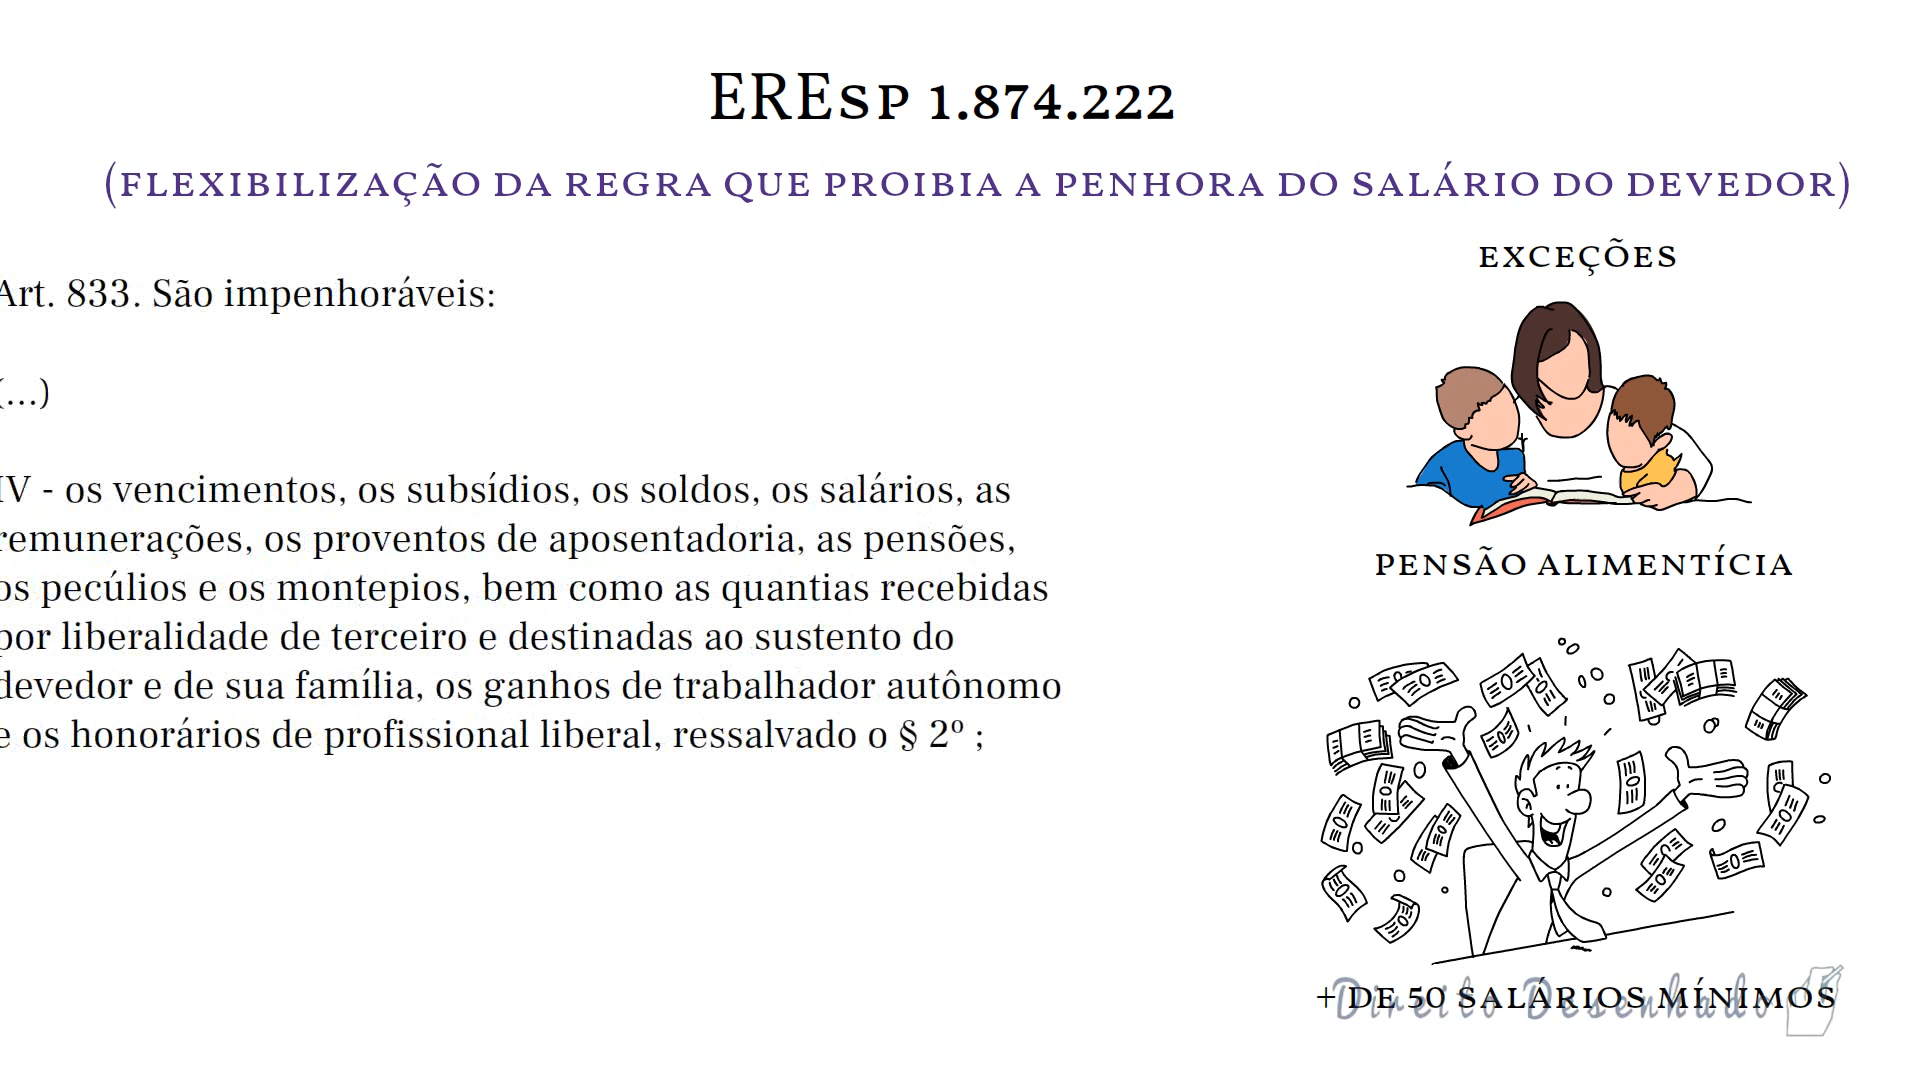 EREsp 1.874.222
(FLEXIBILIZAÇÃO DA REGRA QUE PROIBIA A PENHORA DO SALÁRIO DO DEVEDOR)
Art. 833. São impenhoráveis:
(...)
IV - os vencimentos, os subsídios, os soldos, os salários, as
remunerações, os proventos de aposentadoria, as pensões,
os pecúlios e os montepios, bem como as quantias recebidas
por liberalidade de terceiro e destinadas ao sustento do
devedor e de sua família, os ganhos de trabalhador autônomo
e os honorários de profissional liberal, ressalvado o § 2º ;
EXCEÇÕES
PENSÃO ALIMENTÍCIA
+ DE 50 SALÁRIOS MÍNIMOS
Direito Desenhado